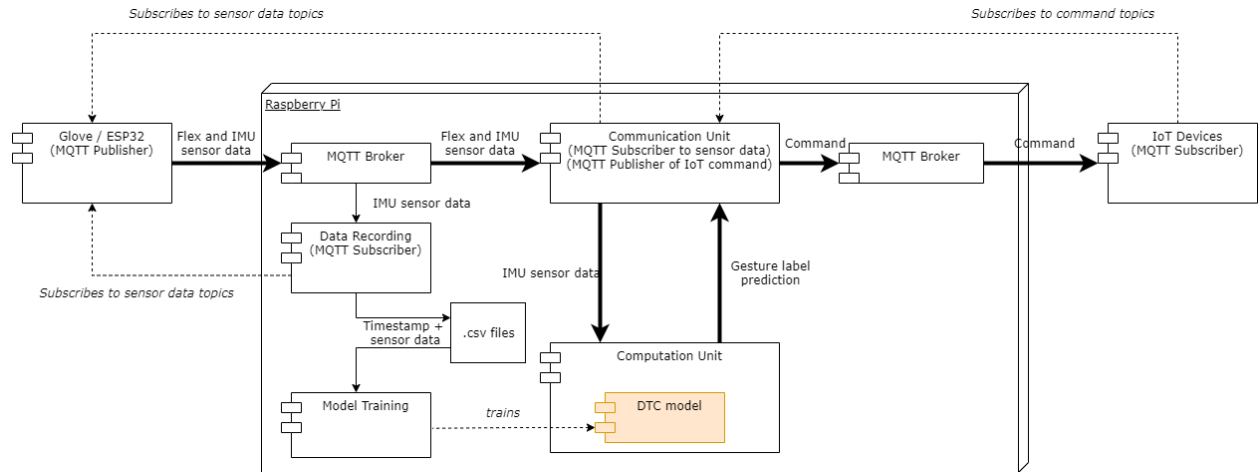 Subscribes to sensor data topics
Subscribes to command topics
Raspberry Pi
Glove / ESP32
(MQTT Publisher)
Flex and IMU
sensor data
MQTT Broker
Flex and IMU
sensor data
Communication Unit
(MQTT Subscriber to sensor data)
(MQTT Publisher of IoT command)
Command
MQTT Broker
Command
IoT Devices
(MQTT Subscriber)
IMU sensor data
Data Recording
(MQTT Subscriber)
Subscribes to sensor data topics
IMU sensor data
Gesture label
prediction
Timestamp +
sensor data
.csv files
Computation Unit
Model Training
trains
DTC model